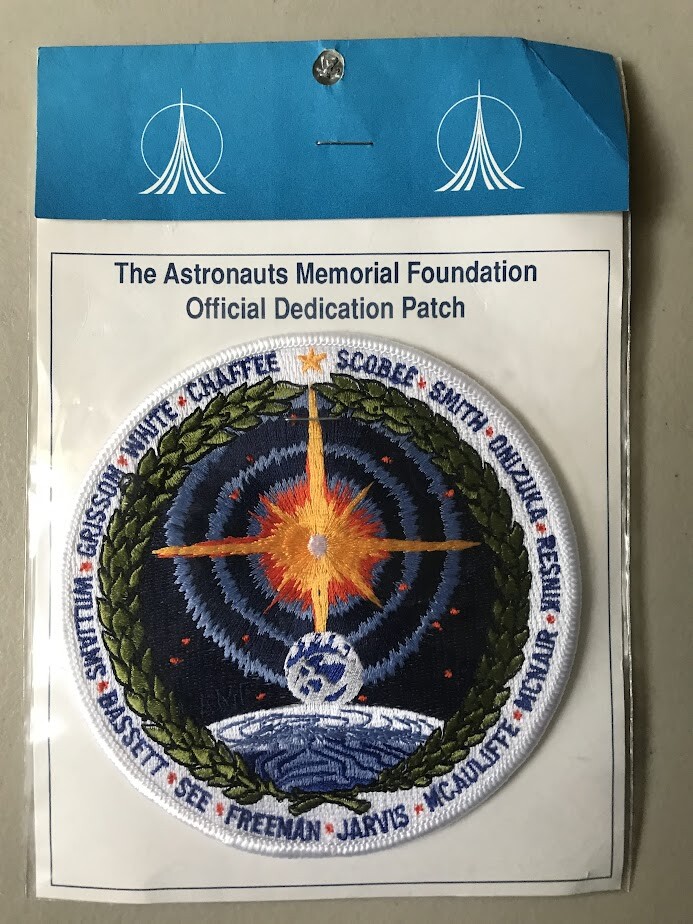 The Astronauts Memorial Foundation
Official Dedication Patch
SCOBEE * SMITH * ONIZUKA * RESNIK * MCNAIR * MCAULIFFE * JARVIS * FREEMAN * SEE * BASSETT * WILLIAMS * GRISSOM * WHITE * CHAFFEE